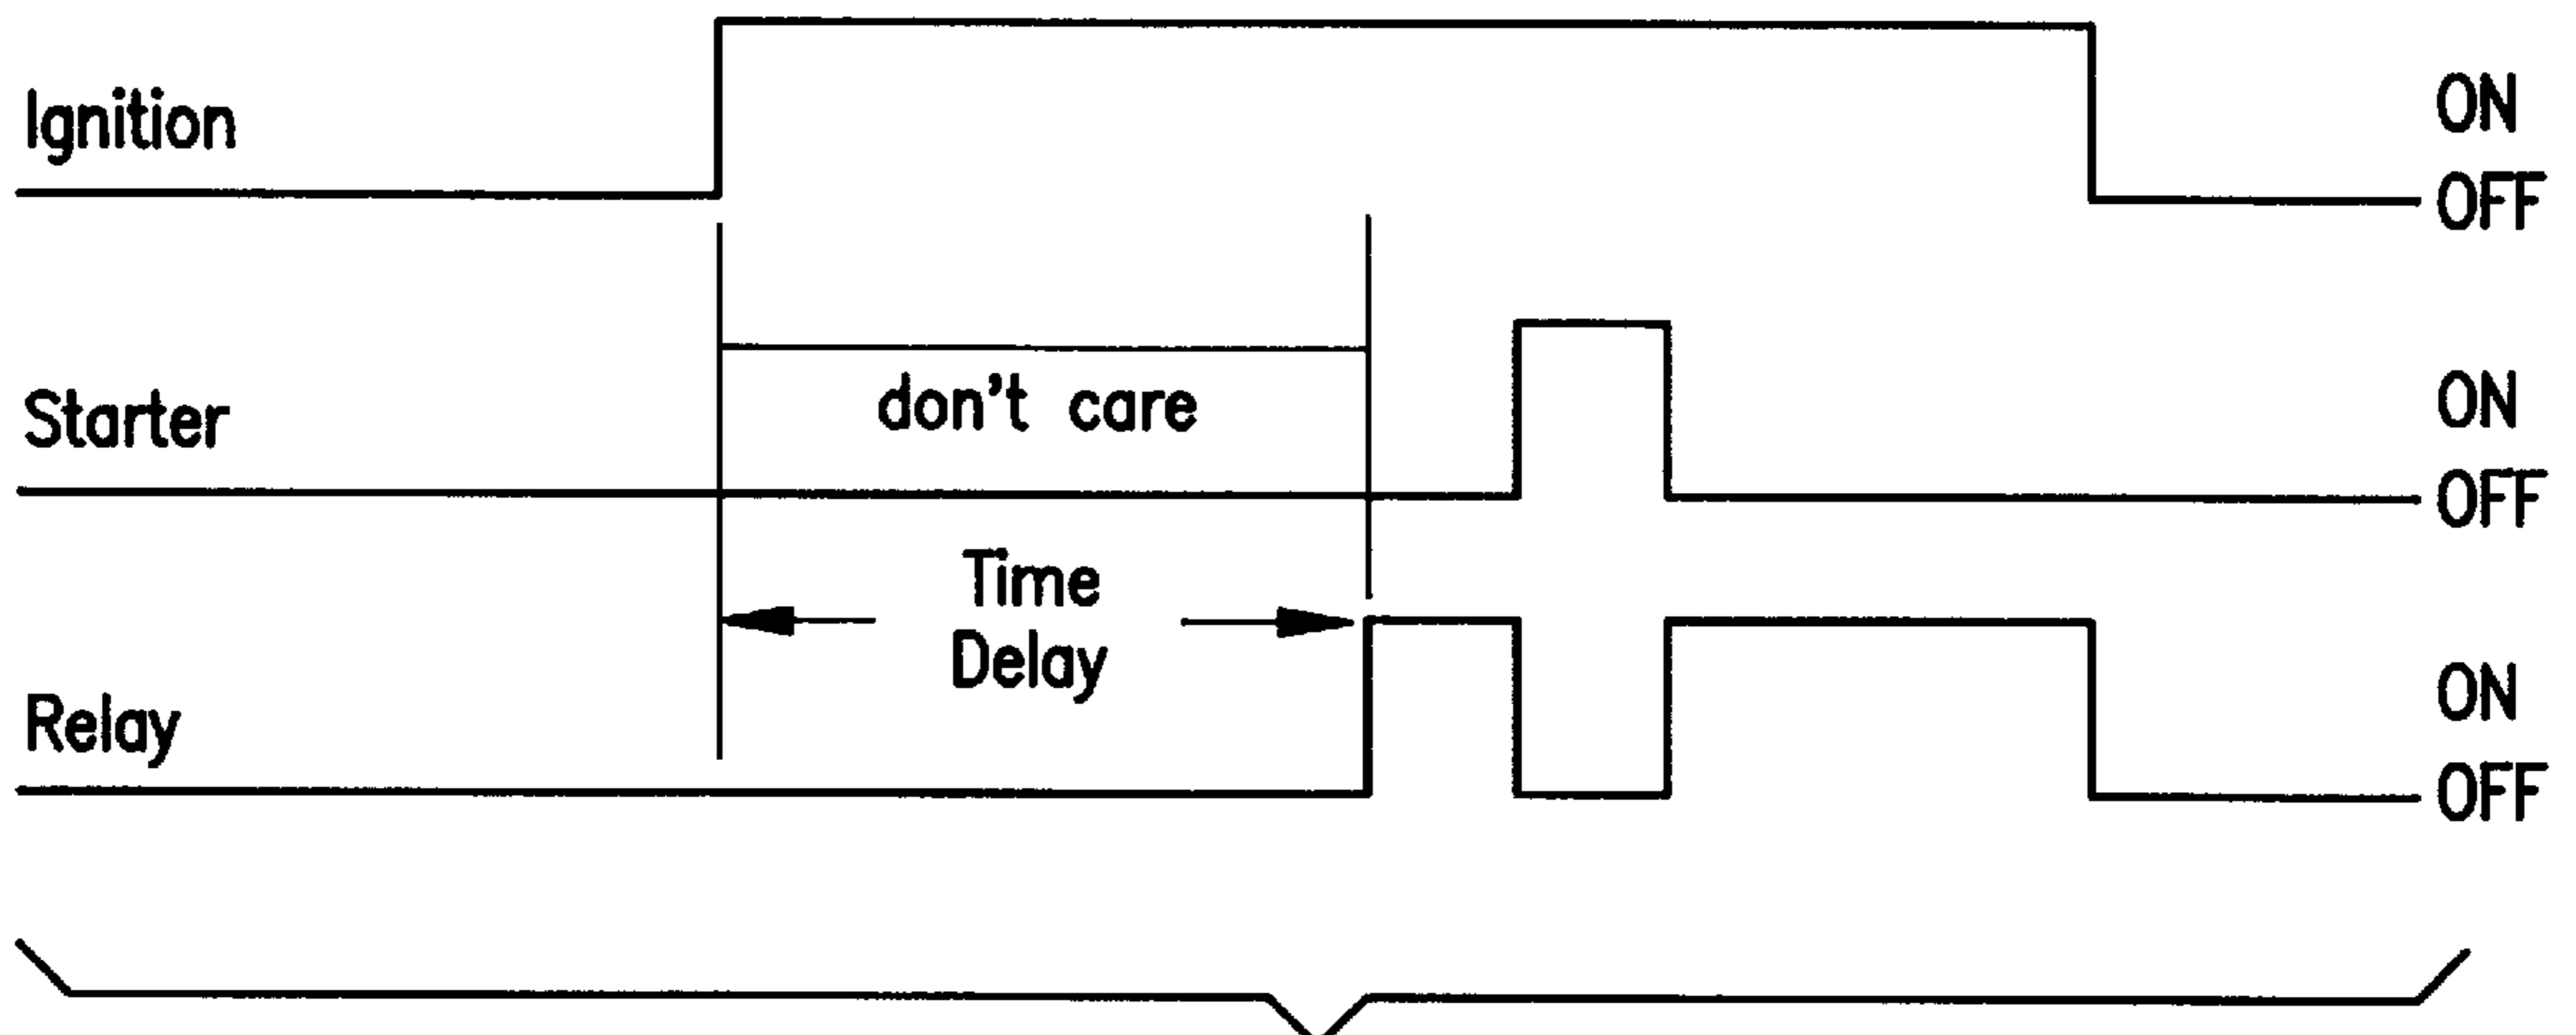 Ignition
ON
OFF
Starter
don't care
ON
OFF
Time
Delay
Relay
ON
OFF